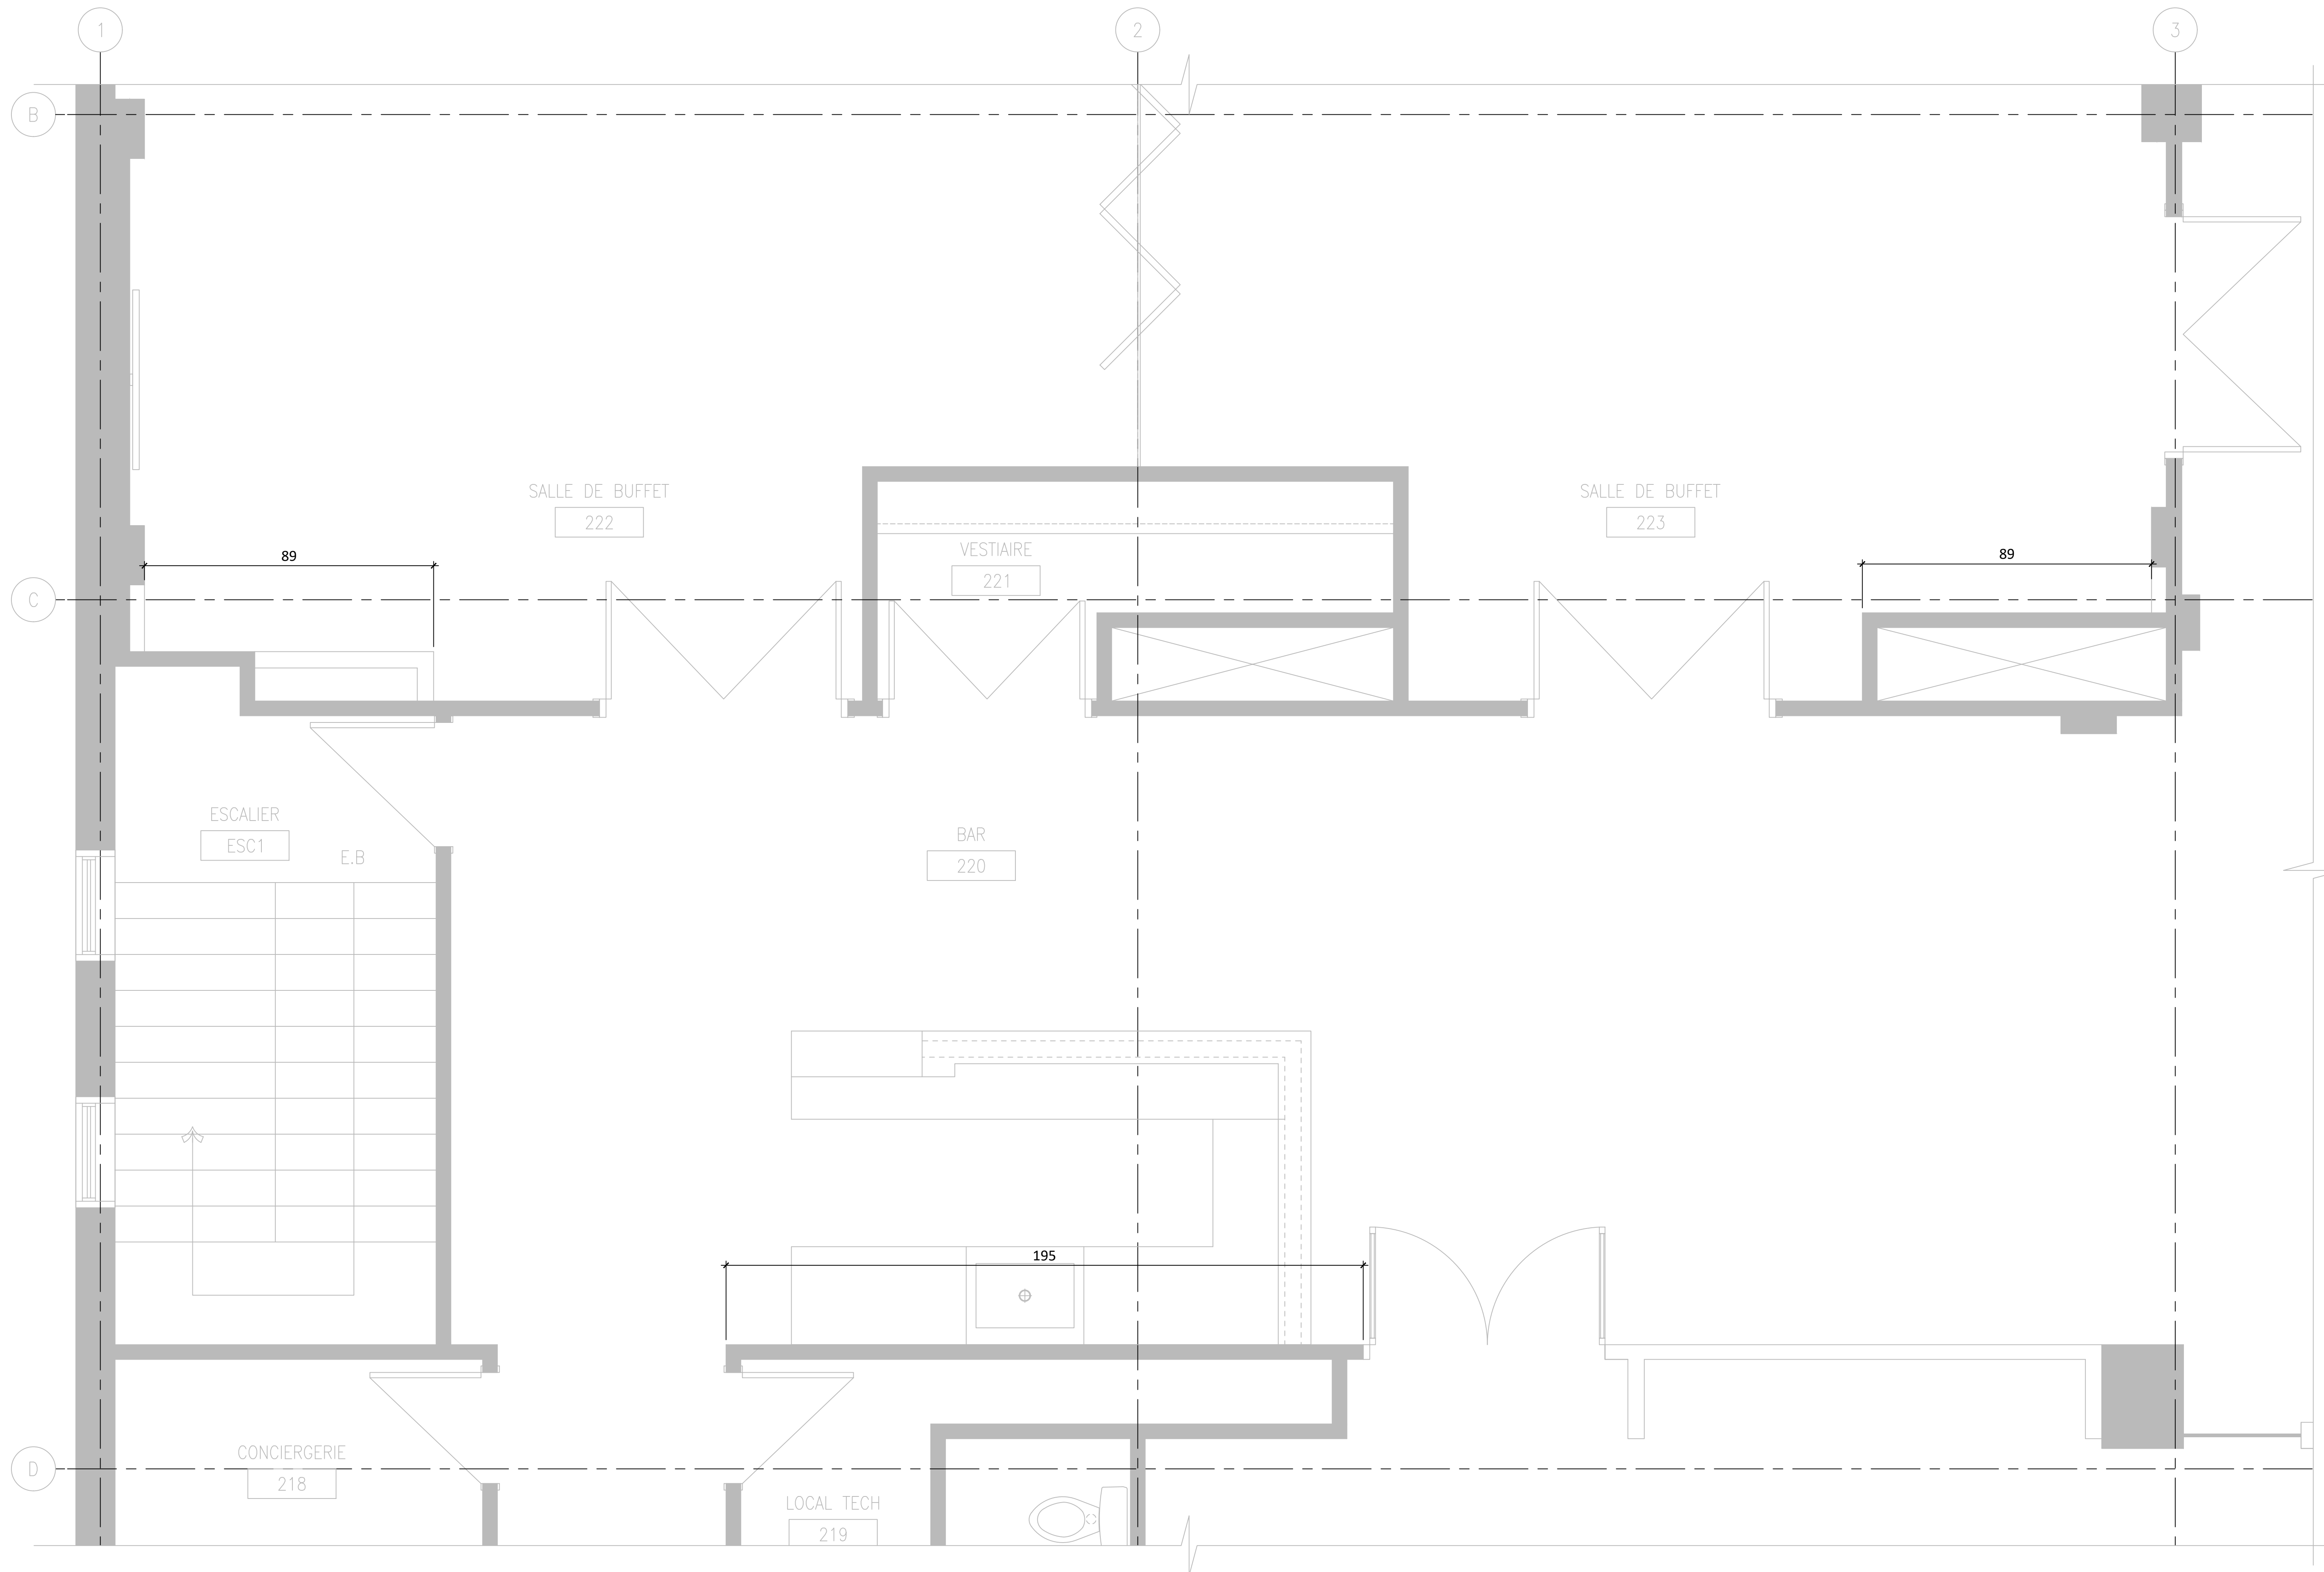 1
2
3
B
SALLE DE BUFFET
222
SALLE DE BUFFET
223
VESTIAIRE
221
89
89
C
ESCALIER
ESC1
E.B
BAR
220
195
CONCIERGERIE
218
D
LOCAL TECH
219